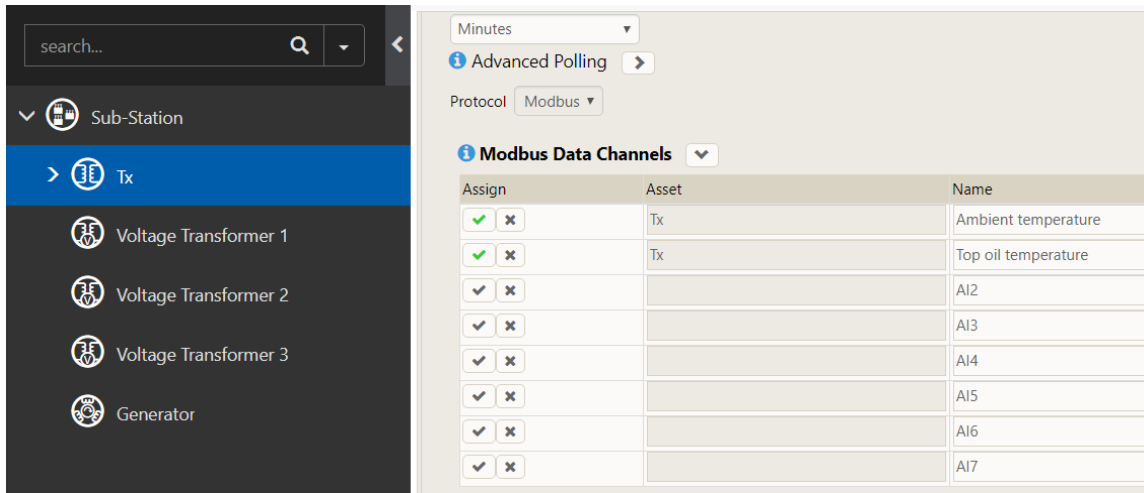 search...
Sub-Station
Tx
Voltage Transformer 1
Voltage Transformer 2
Voltage Transformer 3
Generator
Minutes
Advanced Polling
Protocol Modbus
Modbus Data Channels
Assign Asset Name
Tx Ambient temperature
Tx Top oil temperature
AI2
AI3
AI4
AI5
AI6
AI7